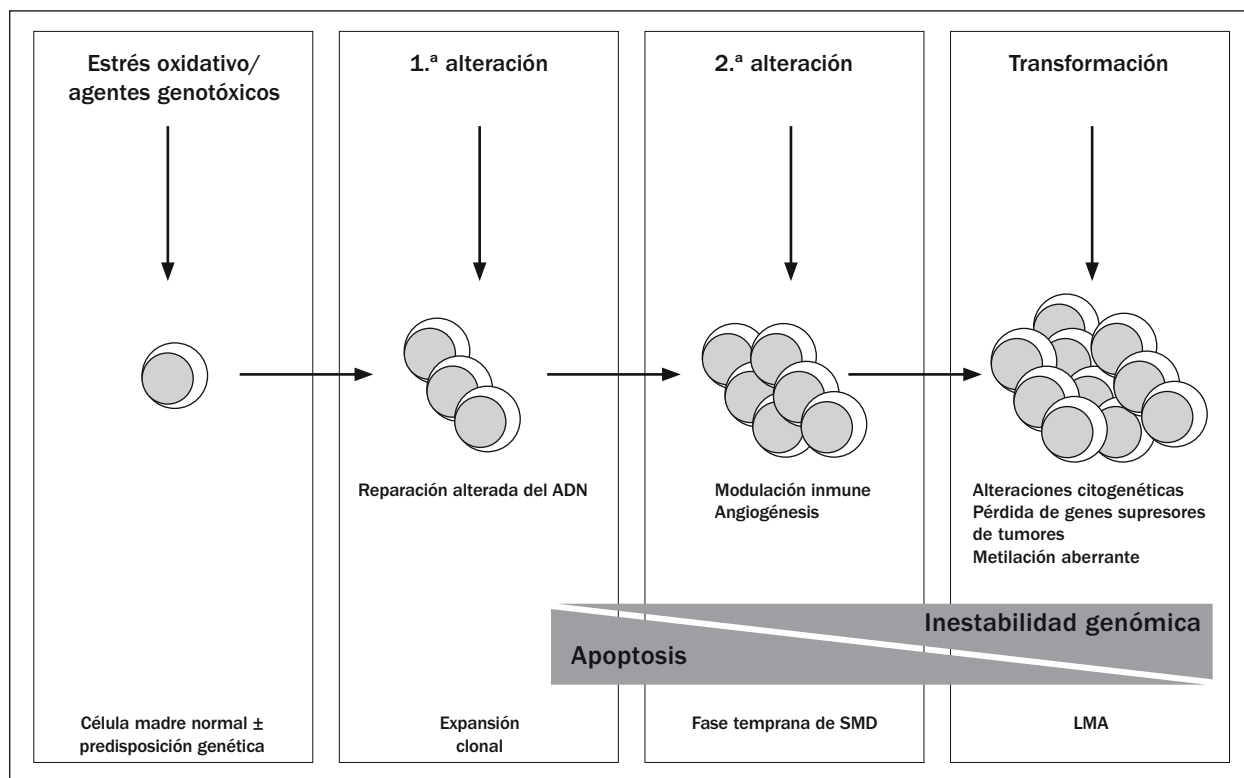 Estrés oxidativo/
agentes genotóxicos
1.ª alteración
2.ª alteración
Transformación
Reparación alterada del ADN
Modulación inmune
Angiogénesis
Alteraciones citogenéticas
Pérdida de genes supresores
de tumores
Metilación aberrante
Inestabilidad genómica
Apoptosis
Célula madre normal ±
predisposición genética
Expansión
clonal
Fase temprana de SMD
LMA